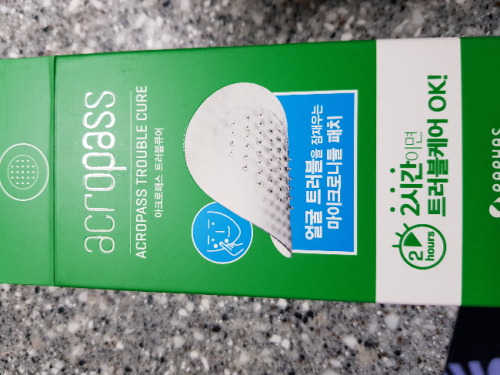 acropass
ACROPASS TROUBLE CURE
아크로패스 트러블큐어
얼굴 트러블을 잠재우는
마이크로니들 패치
2 hours
2시간이면
트러블케어 OK!